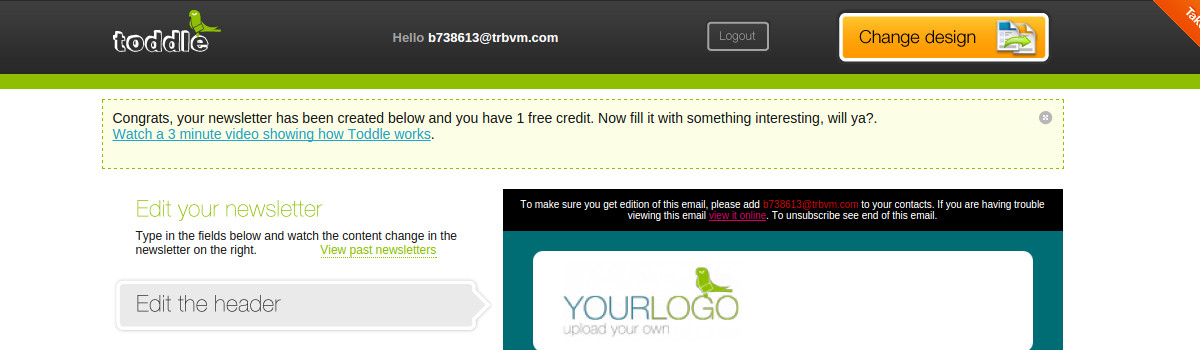 toddle
Hello b738613@trbvm.com
Logout
Change design
Congrats, your newsletter has been created below and you have 1 free credit. Now fill it with something interesting, will ya?.
Watch a 3 minute video showing how Toddle works.
Edit your newsletter
Type in the fields below and watch the content change in the
newsletter on the right. View past newsletters
Edit the header
To make sure you get edition of this email, please add b738613@trbvm.com to your contacts. If you are having trouble
viewing this email view it online. To unsubscribe see end of this email.
YOURLOGO
upload your own